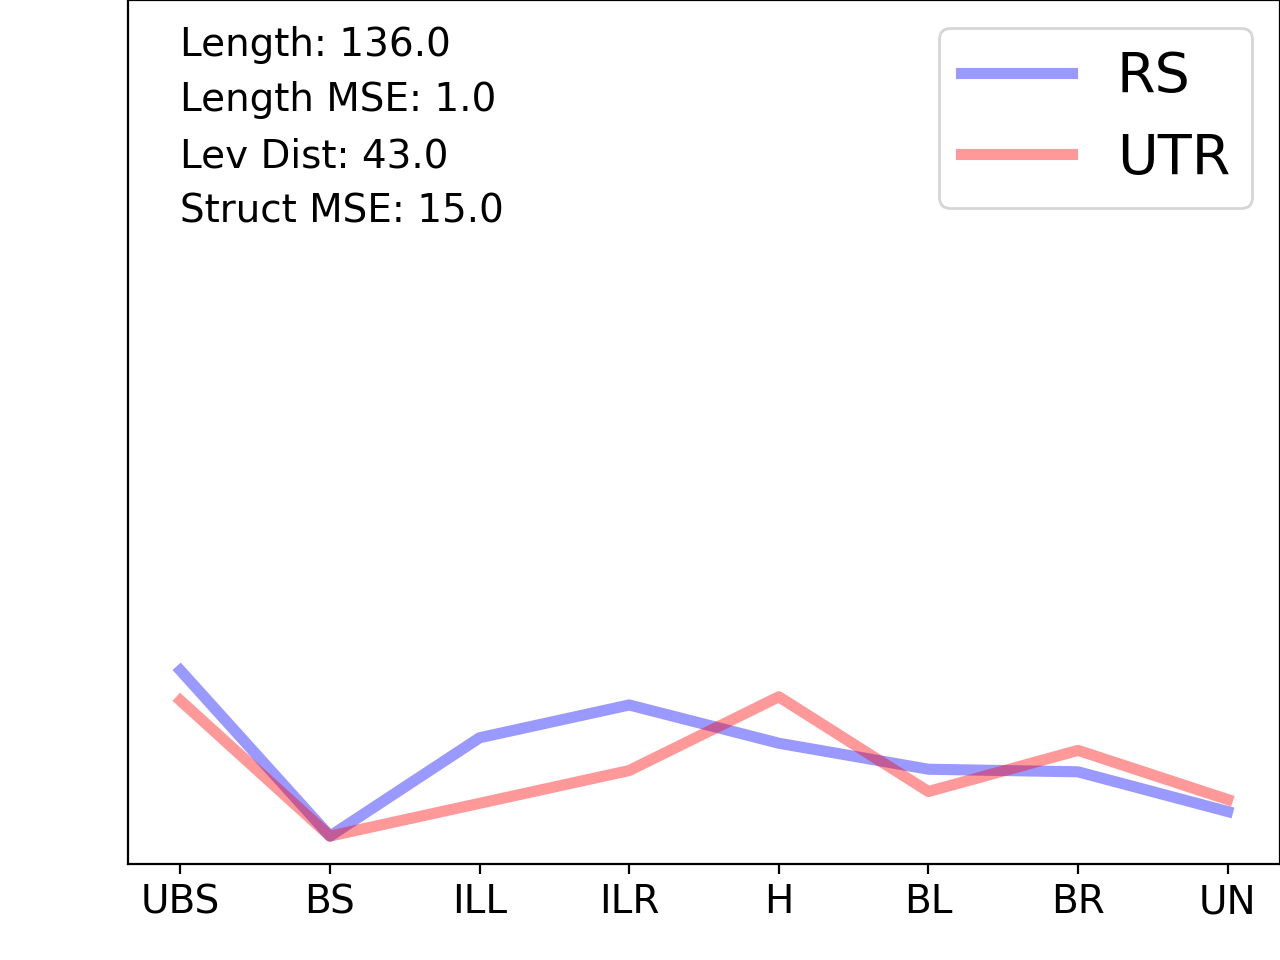 Length: 136.0
Length MSE: 1.0
Lev Dist: 43.0
Struct MSE: 15.0
RS
UTR
UBS BS ILL ILR H BL BR UN